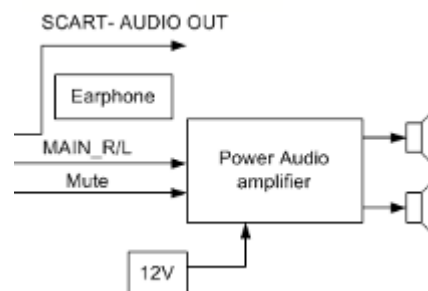 SCART- AUDIO OUT
Earphone
MAIN_R/L
Mute
Power Audio
amplifier
12V